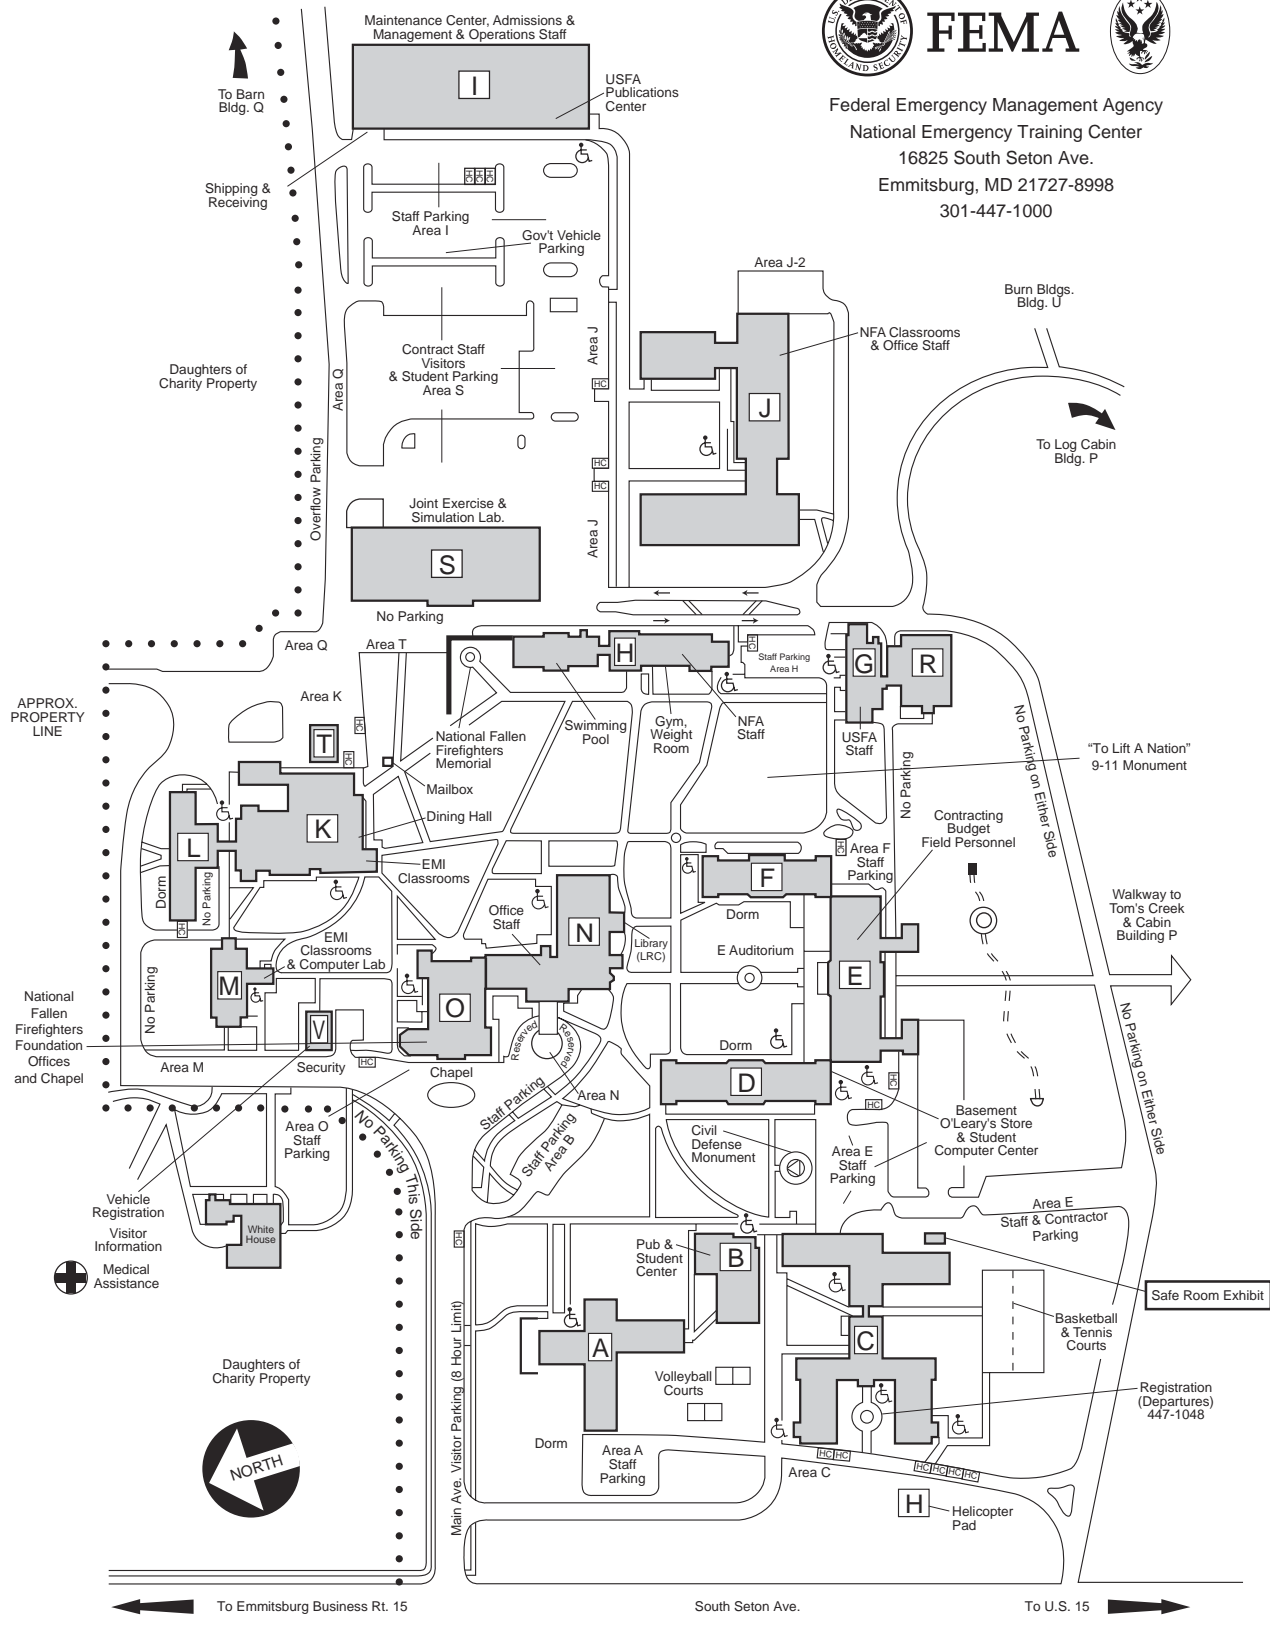 Maintenance Center, Admissions &
Management & Operations Staff
I
USFA
Publications
Center
To Barn
Bldg. Q
U.S. DEPARTMENT OF
HOMELAND SECURITY
FEMA
Federal Emergency Management Agency
National Emergency Training Center
16825 South Seton Ave.
Emmitsburg, MD 21727-8998
301-447-1000
Shipping &
Receiving
HC HC HC
Staff Parking
Area I
Gov't Vehicle
Parking
Area J-2
Burn Bldgs.
Bldg. U
NFA Classrooms
& Office Staff
Daughters of
Charity Property
Area Q
Contract Staff
Visitors
& Student Parking
Area S
Area J
HC
J
To Log Cabin
Bldg. P
Overflow Parking
HC
HC
Joint Exercise &
Simulation Lab.
S
Area J
No Parking
Area Q
Area T
H
HC
Staff Parking
Area H
G
R
APPROX.
PROPERTY
LINE
Area K
HC
T
HC
National Fallen
Firefighters
Memorial
Swimming
Pool
Gym,
Weight
Room
NFA
Staff
USFA
Staff
No Parking
No Parking on Either Side
"To Lift A Nation"
9-11 Monument
Mailbox
Dining Hall
K
L
EMI
Classrooms
Dorm
No Parking
HC
Contracting
Budget
Field Personnel
HC
Area F
Staff
Parking
F
Dorm
Office
Staff
N
Library
(LRC)
E Auditorium
E
Walkway to
Tom's Creek
& Cabin
Building P
EMI
Classrooms
& Computer Lab
M
No Parking
National
Fallen
Firefighters
Foundation
Offices
and Chapel
V
O
Reserved
Reserved
Area M
Security
HC
Chapel
Dorm
D
HC
HC
No Parking on Either Side
Staff Parking
Area N
Area O
Staff
Parking
No Parking This Side
Staff Parking
Area B
Civil
Defense
Monument
Area E
Staff
Parking
Basement
O'Leary's Store
& Student
Computer Center
Vehicle
Registration
Visitor
Information
Medical
Assistance
White
House
HC
Pub &
Student
Center
B
Area E
Staff & Contractor
Parking
Safe Room Exhibit
A
C
Basketball
& Tennis
Courts
Daughters of
Charity Property
Main Ave. Visitor Parking (8 Hour Limit)
Volleyball
Courts
Registration
(Departures)
447-1048
Dorm
Area A
Staff
Parking
HC HC
Area C
HC HC HC HC
NORTH
H
Helicopter
Pad
To Emmitsburg Business Rt. 15
South Seton Ave.
To U.S. 15